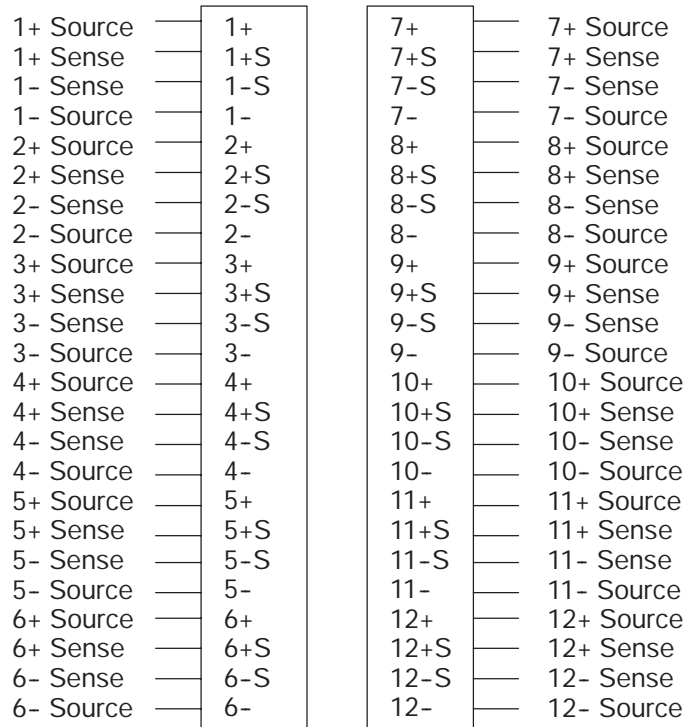 1+ Source 1+ 7+ 7+ Source
1+ Sense 1+S 7+S 7+ Sense
1- Sense 1-S 7-S 7- Sense
1- Source 1- 7- 7- Source
2+ Source 2+ 8+ 8+ Source
2+ Sense 2+S 8+S 8+ Sense
2- Sense 2-S 8-S 8- Sense
2- Source 2- 8- 8- Source
3+ Source 3+ 9+ 9+ Source
3+ Sense 3+S 9+S 9+ Sense
3- Sense 3-S 9-S 9- Sense
3- Source 3- 9- 9- Source
4+ Source 4+ 10+ 10+ Source
4+ Sense 4+S 10+S 10+ Sense
4- Sense 4-S 10-S 10- Sense
4- Source 4- 10- 10- Source
5+ Source 5+ 11+ 11+ Source
5+ Sense 5+S 11+S 11+ Sense
5- Sense 5-S 11-S 11- Sense
5- Source 5- 11- 11- Source
6+ Source 6+ 12+ 12+ Source
6+ Sense 6+S 12+S 12+ Sense
6- Sense 6-S 12-S 12- Sense
6- Source 6- 12- 12- Source